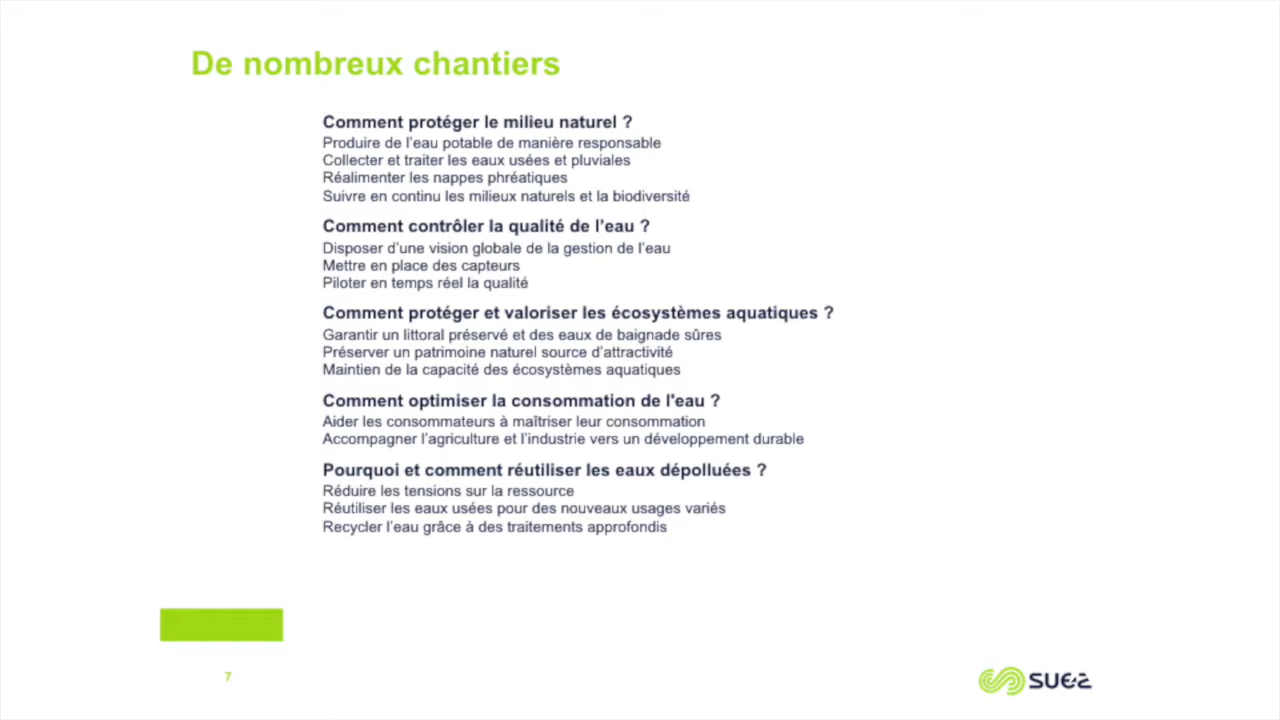 De nombreux chantiers
Comment protéger le milieu naturel ?
Produire de l'eau potable de manière responsable
Collecter et traiter les eaux usées et pluviales
Réalimenter les nappes phréatiques
Suivre en continu les milieux naturels et la biodiversité
Comment contrôler la qualité de l'eau ?
Disposer d'une vision globale de la gestion de l'eau
Mettre en place des capteurs
Piloter en temps réel la qualité
Comment protéger et valoriser les écosystèmes aquatiques ?
Garantir un littoral préservé et des eaux de baignade sûres
Préserver un patrimoine naturel source d'attractivité
Maintien de la capacité des écosystèmes aquatiques
Comment optimiser la consommation de l'eau ?
Aider les consommateurs à maîtriser leur consommation
Accompagner l'agriculture et l'industrie vers un développement durable
Pourquoi et comment réutiliser les eaux dépolluées ?
Réduire les tensions sur la ressource
Réutiliser les eaux usées pour des nouveaux usages variés
Recycler l'eau grâce à des traitements approfondis
7
SUEZ